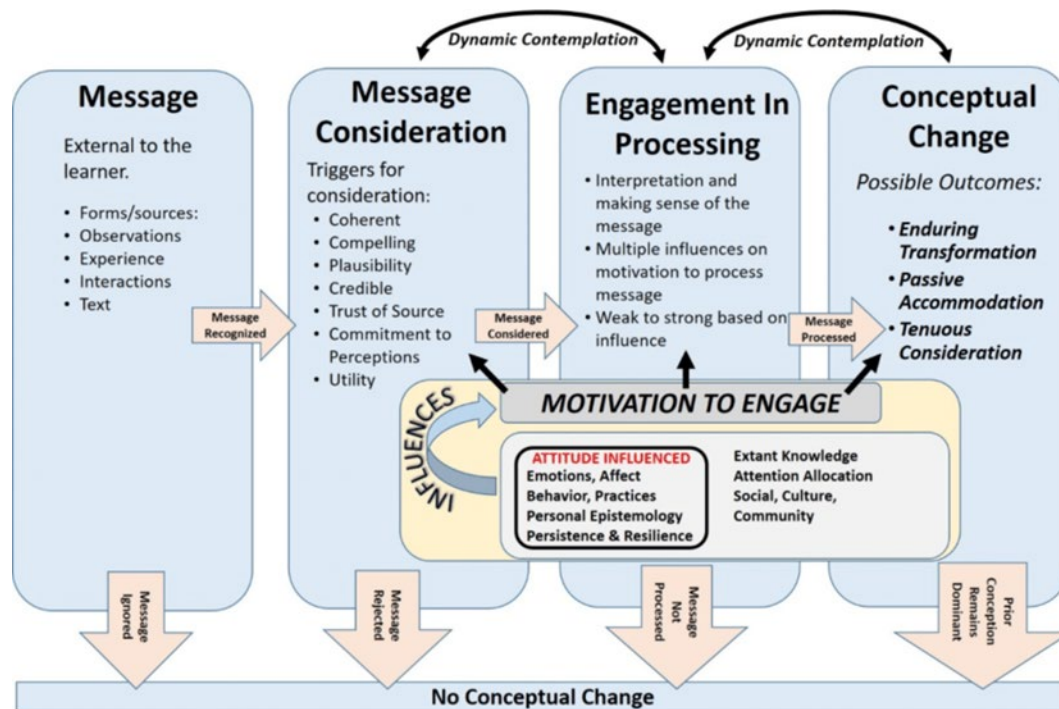 Dynamic Contemplation
Dynamic Contemplation
Message
External to the
learner.
• Forms/sources:
• Observations
• Experience
• Interactions
• Text
Message
Recognized
Message
Consideration
Triggers for
consideration:
• Coherent
• Compelling
• Plausibility
• Credible
• Trust of Source
• Commitment to
Perceptions
• Utility
Message
Considered
Engagement In
Processing
• Interpretation and
making sense of the
message
• Multiple influences on
motivation to process
message
• Weak to strong based on
influence
Message
Processed
Conceptual
Change
Possible Outcomes:
• Enduring
Transformation
• Passive
Accommodation
• Tenuous
Consideration
INFLUENCES
MOTIVATION TO ENGAGE
ATTITUDE INFLUENCED
Emotions, Affect
Behavior, Practices
Personal Epistemology
Persistence & Resilience
Extant Knowledge
Attention Allocation
Social, Culture,
Community
Message
Ignored
Message
Rejected
Message
Not
Processed
Prior
Conception
Remains
Dominant
No Conceptual Change